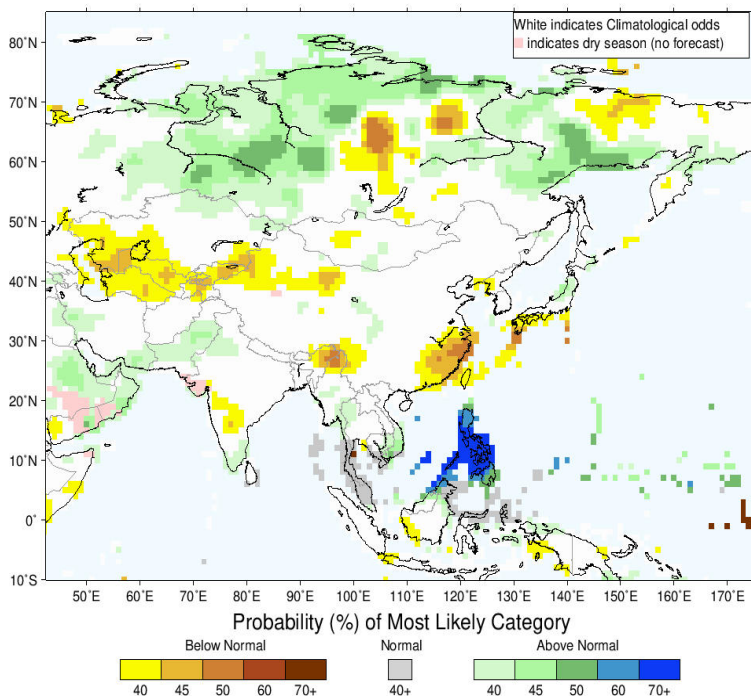 White indicates Climatological odds
indicates dry season (no forecast)
80˚N
70˚N
60˚N
50˚N
40˚N
30˚N
20˚N
10˚N
0˚
10˚S
50˚E 60˚E 70˚E 80˚E 90˚E 100˚E 110˚E 120˚E 130˚E 140˚E 150˚E 160˚E 170˚E
Probability (%) of Most Likely Category
Below Normal Normal Above Normal
40 45 50 60 70+ 40+ 40 45 50 60 70+